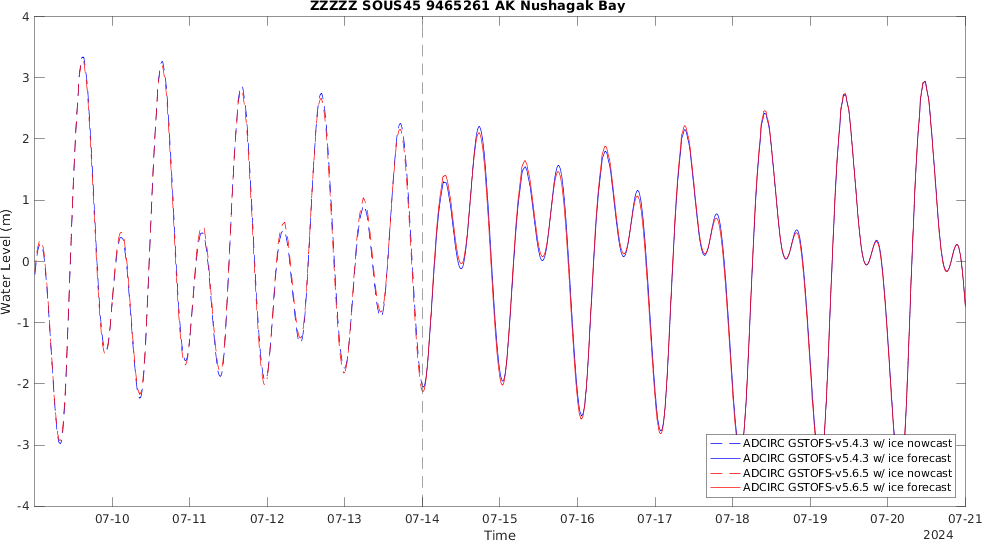 ZZZZZ SOUS45 9465261 AK Nushagak Bay
4
3
2
1
0
-1
-2
-3
-4
Water Level (m)
ADCIRC GSTOFS-v5.4.3 w/ ice nowcast
ADCIRC GSTOFS-v5.4.3 w/ ice forecast
ADCIRC GSTOFS-v5.6.5 w/ ice nowcast
ADCIRC GSTOFS-v5.6.5 w/ ice forecast
07-10 07-11 07-12 07-13 07-14 07-15 07-16 07-17 07-18 07-19 07-20 07-21
Time
2024